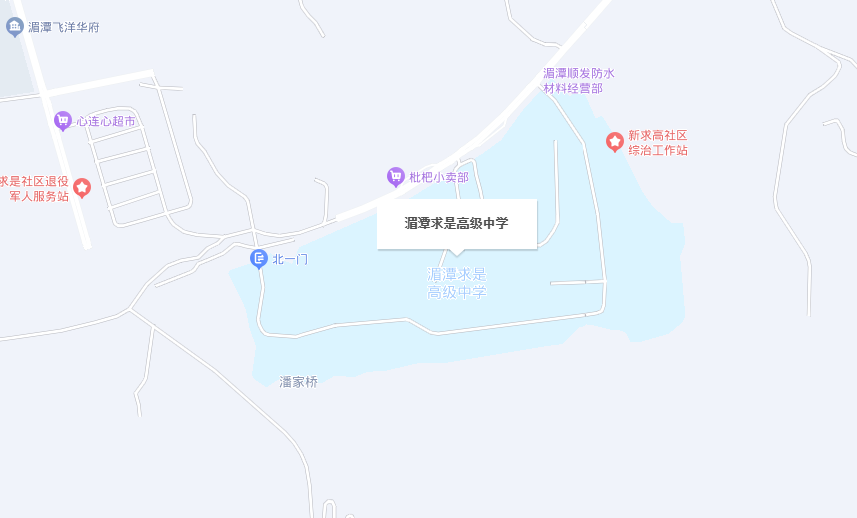 湄潭飞洋华府
湄潭顺发防水
材料经营部
心连心超市
新求高社区
综治工作站
求是社区退役
军人服务站
枇杷小卖部
湄潭求是高级中学
北一门
湄潭求是
高级中学
潘家桥